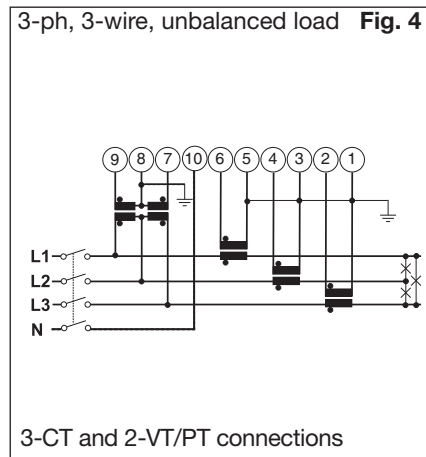 3-ph, 3-wire, unbalanced load Fig. 4
9 8 7 10 6 5 4 3 2 1
L1
L2
L3
N
3-CT and 2-VT/PT connections